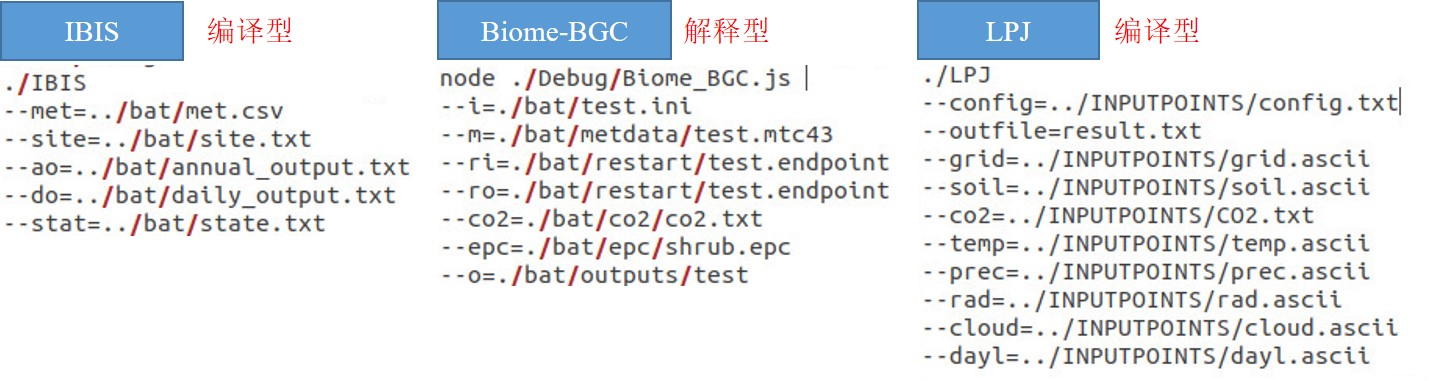 IBIS 编译型
./IBIS
--met=../bat/met.csv
--site=../bat/site.txt
--ao=../bat/annual_output.txt
--do=../bat/daily_output.txt
--stat=../bat/state.txt
Biome-BGC 解释型
node ./Debug/Biome_BGC.js
--i=./bat/test.ini
--m=./bat/metdata/test.mtc43
--ri=./bat/restart/test.endpoint
--ro=./bat/restart/test.endpoint
--co2=./bat/co2/co2.txt
--epc=./bat/epc/shrub.epc
--o=./bat/outputs/test
LPJ 编译型
./LPJ
--config=../INPUTPOINTS/config.txt
--outfile=result.txt
--grid=../INPUTPOINTS/grid.ascii
--soil=../INPUTPOINTS/soil.ascii
--co2=../INPUTPOINTS/CO2.txt
--temp=../INPUTPOINTS/temp.ascii
--prec=../INPUTPOINTS/prec.ascii
--rad=../INPUTPOINTS/rad.ascii
--cloud=../INPUTPOINTS/cloud.ascii
--dayl=../INPUTPOINTS/dayl.ascii